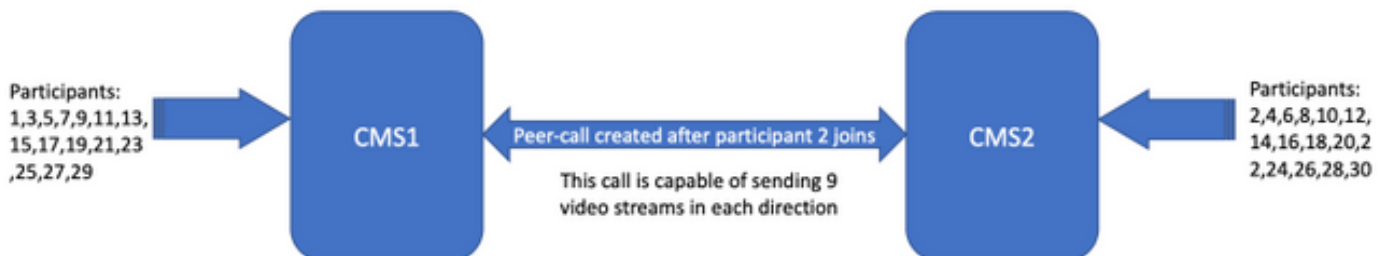 Participants:
1,3,5,7,9,11,13,
15,17,19,21,23
,25,27,29
CMS1
Peer-call created after participant 2 joins
This call is capable of sending 9
video streams in each direction
CMS2
Participants:
2,4,6,8,10,12,
14,16,18,20,2
2,24,26,28,30